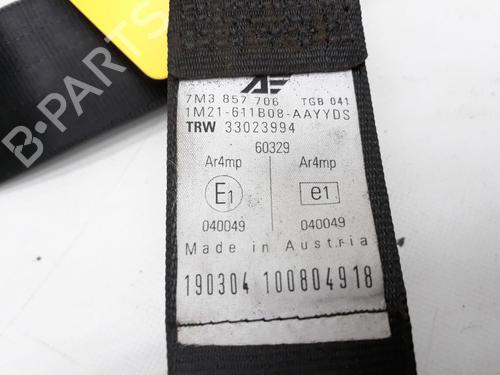 AE
7M3 857 706 TGB 041
1M21-611B08-AAYYDS
TRW 33023994
60329
Ar4mp Ar4mp
E1 e1
040049 040049
Made in Austria
190304 100804918
B-PARTS